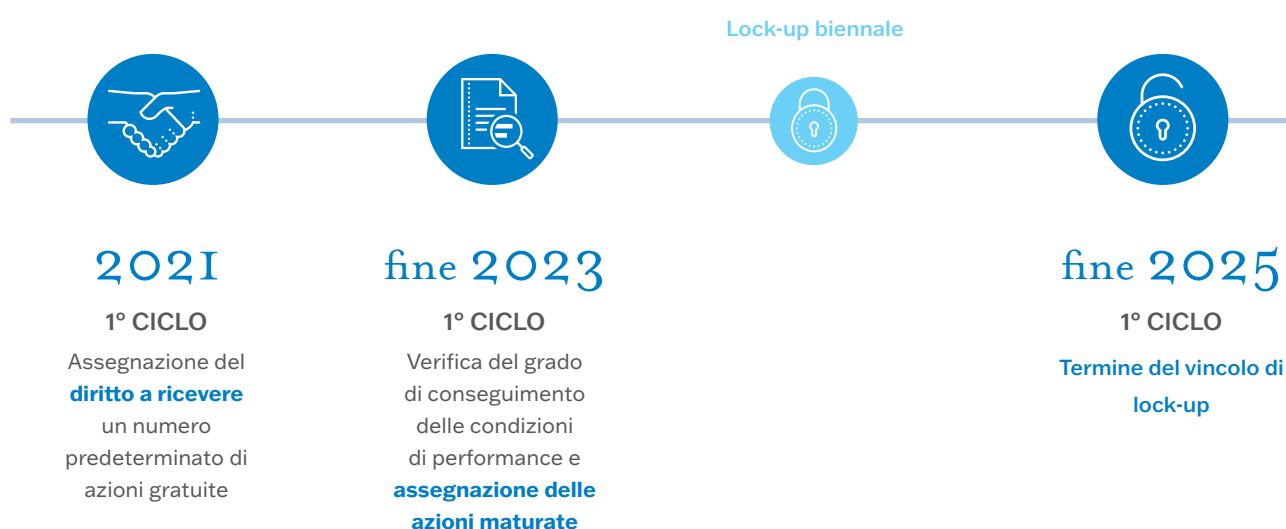 Lock-up biennale
2021
1° CICLO
Assegnazione del
diritto a ricevere
un numero
predeterminato di
azioni gratuite
fine 2023
1° CICLO
Verifica del grado
di conseguimento
delle condizioni
di performance e
assegnazione delle
azioni maturate
fine 2025
1° CICLO
Termine del vincolo di
lock-up